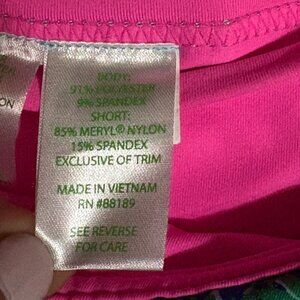 BODY:
91% POLYESTER
9% SPANDEX
SHORT:
85% MERYL® NYLON
15% SPANDEX
EXCLUSIVE OF TRIM
MADE IN VIETNAM
RN #88189
SEE REVERSE
FOR CARE
ON